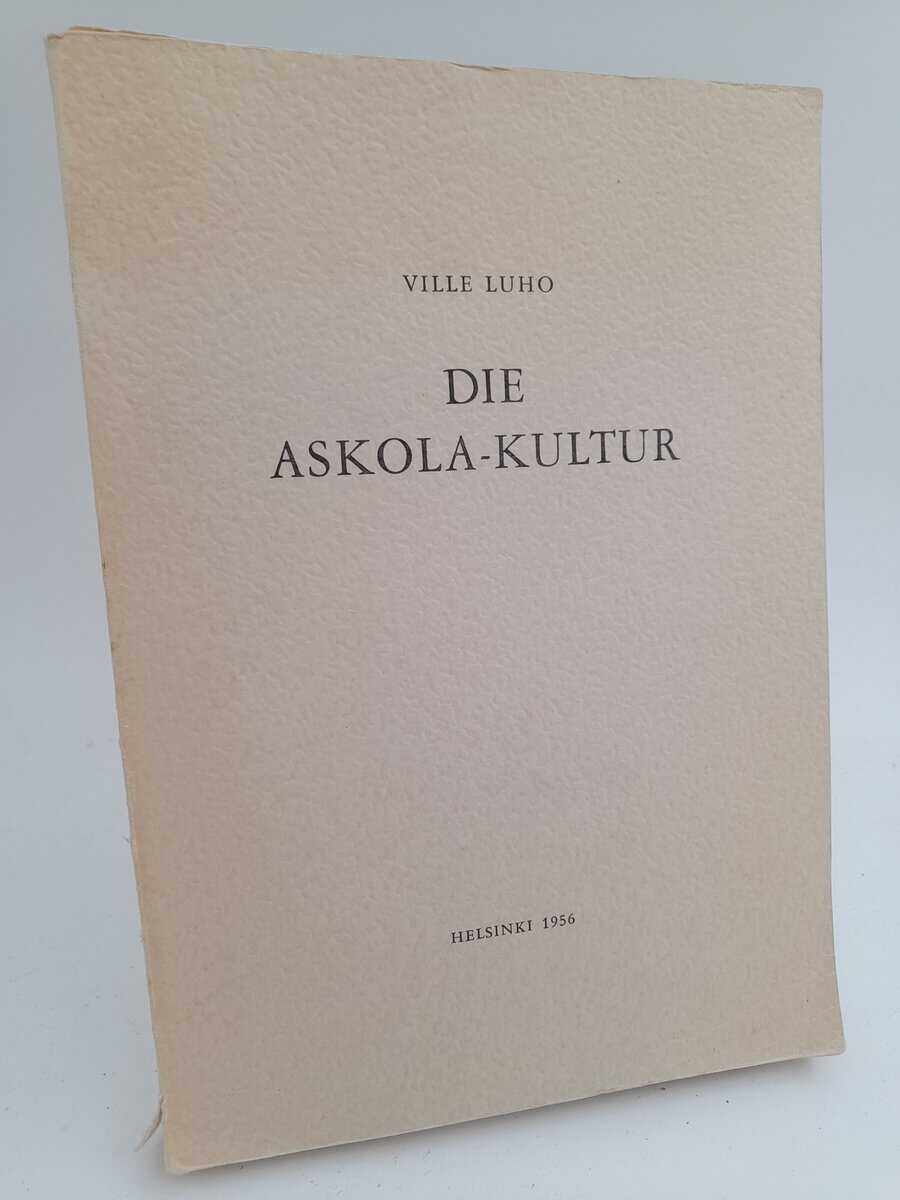 VILLE LUHO
DIE
ASKOLA-KULTUR
HELSINKI 1956